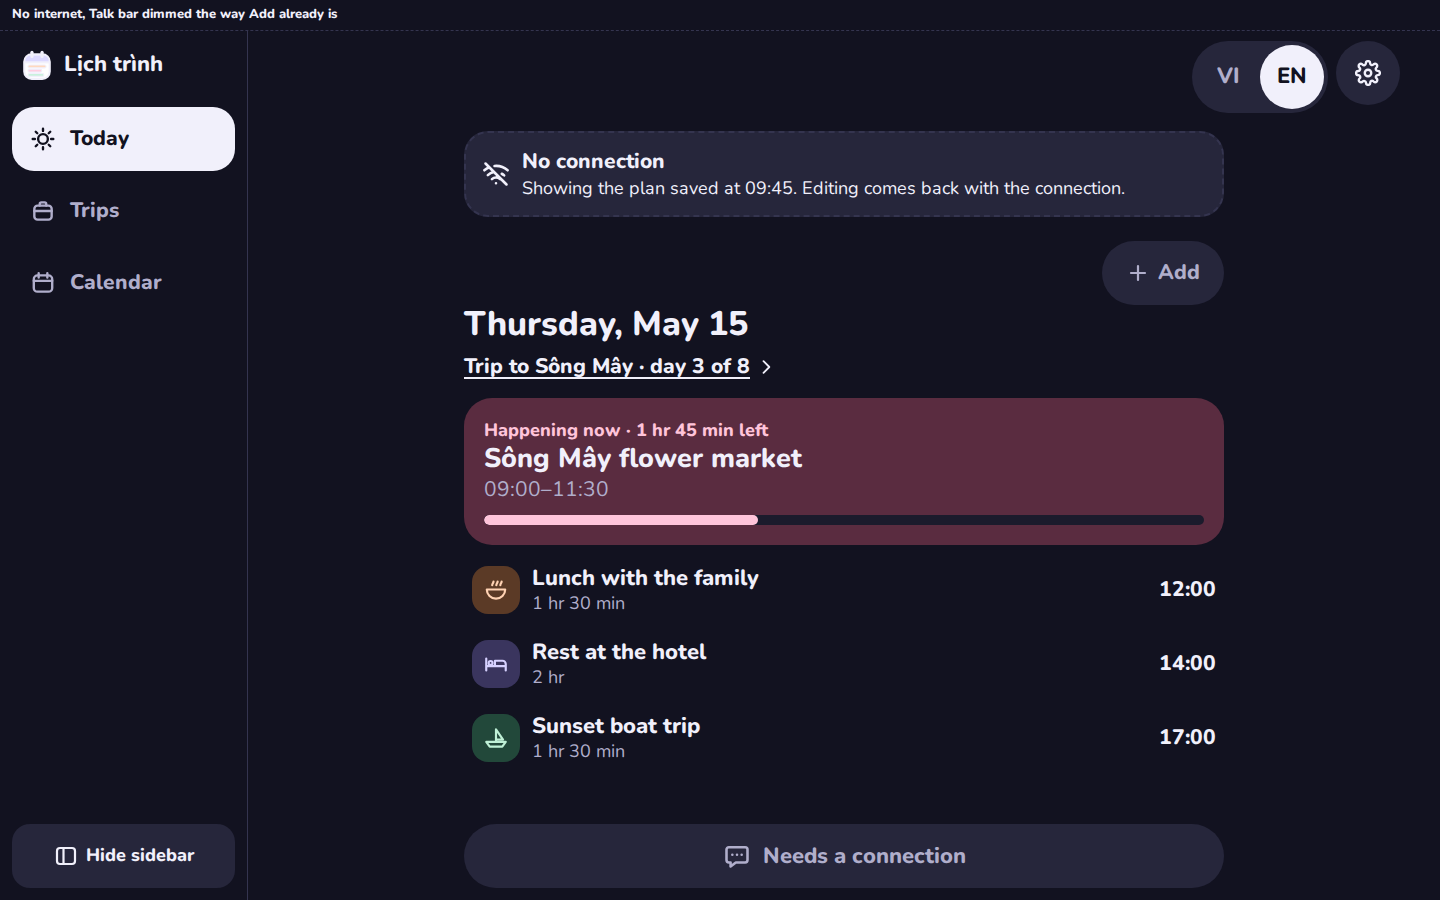 No internet, Talk bar dimmed the way Add already is
Lịch trình
VI
EN
Today
Trips
Calendar
No connection
Showing the plan saved at 09:45. Editing comes back with the connection.
Add
Thursday, May 15
Trip to Sông Mây · day 3 of 8
Happening now · 1 hr 45 min left
Sông Mây flower market
09:00–11:30
Lunch with the family
1 hr 30 min
12:00
Rest at the hotel
2 hr
14:00
Sunset boat trip
1 hr 30 min
17:00
Hide sidebar
Needs a connection